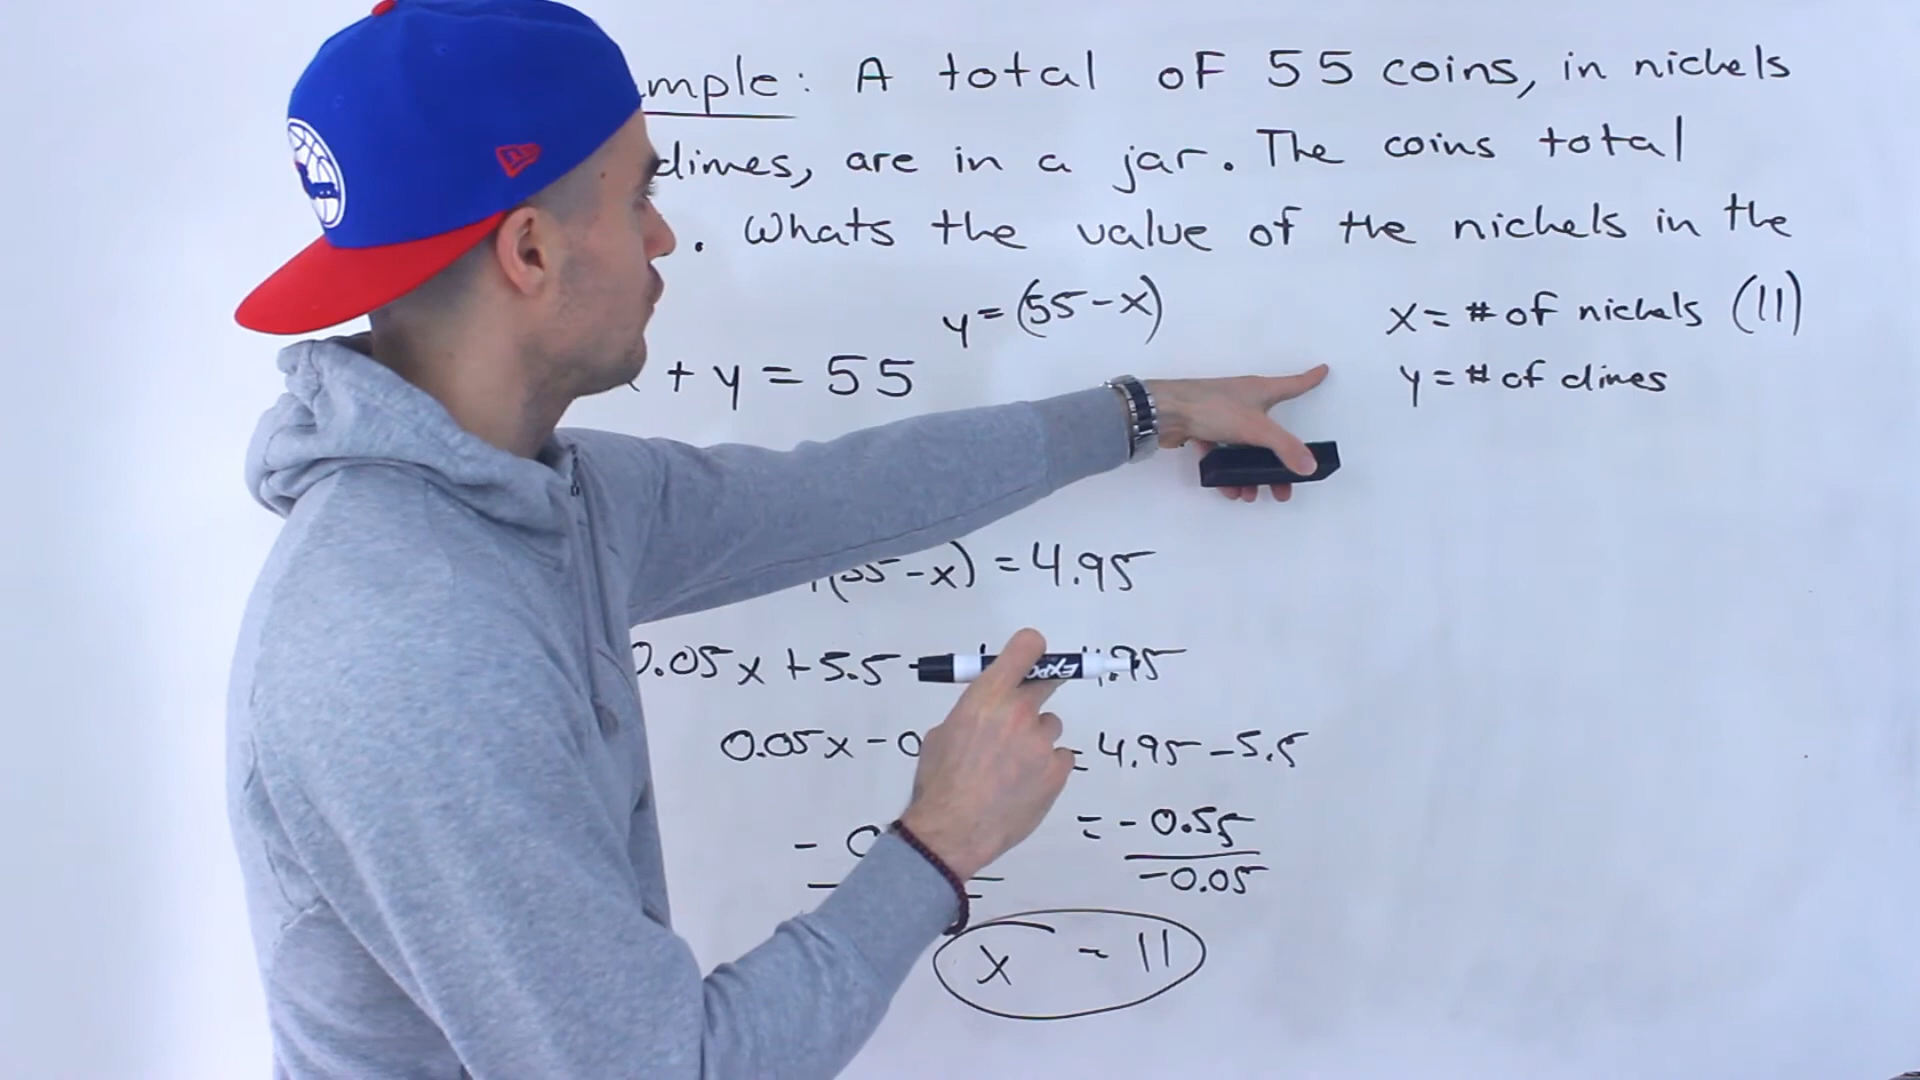 mple: A total of 55 coins, in nickels
dimes, are in a jar. The coins total
. Whats the value of the nickels in the
y = (55 - x)
x = # of nickels (11)
+ y = 55
y = # of dimes
(55 - x) = 4.95
0.05x + 5.5 - .95
EXPO
0.05x - 0 = 4.95 - 5.5
- 0 = - 0.55
-0.05
x = 11